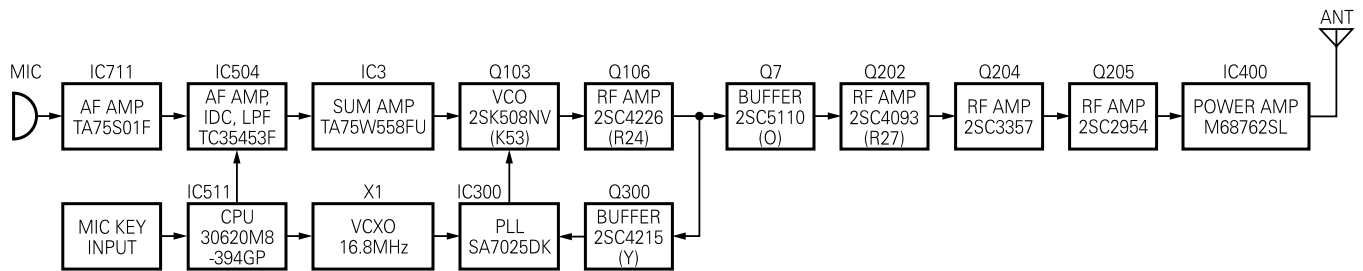 ANT
MIC
IC711
AF AMP
TA75S01F
IC504
AF AMP,
IDC, LPF
TC35453F
IC3
SUM AMP
TA75W558FU
Q103
VCO
2SK508NV
(K53)
Q106
RF AMP
2SC4226
(R24)
Q7
BUFFER
2SC5110
(O)
Q202
RF AMP
2SC4093
(R27)
Q204
RF AMP
2SC3357
Q205
RF AMP
2SC2954
IC400
POWER AMP
M68762SL
MIC KEY
INPUT
IC511
CPU
30620M8
-394GP
X1
VCXO
16.8MHz
IC300
PLL
SA7025DK
Q300
BUFFER
2SC4215
(Y)